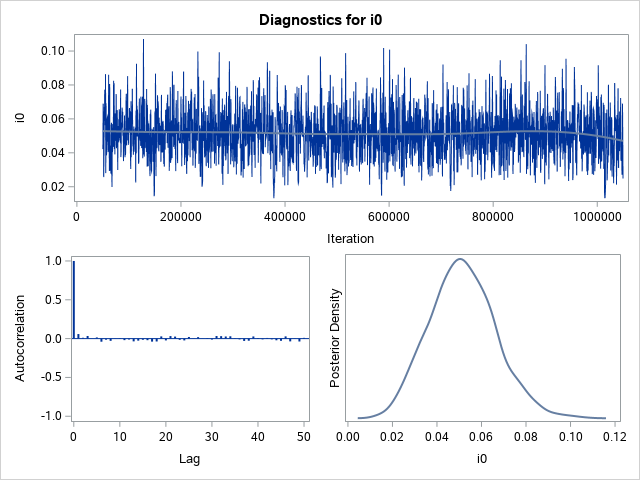 Diagnostics for i0
i0
0.10
0.08
0.06
0.04
0.02
0 200000 400000 600000 800000 1000000
Iteration
Autocorrelation
1.0
0.5
0.0
-0.5
-1.0
0 10 20 30 40 50
Lag
Posterior Density
0.00 0.02 0.04 0.06 0.08 0.10 0.12
i0